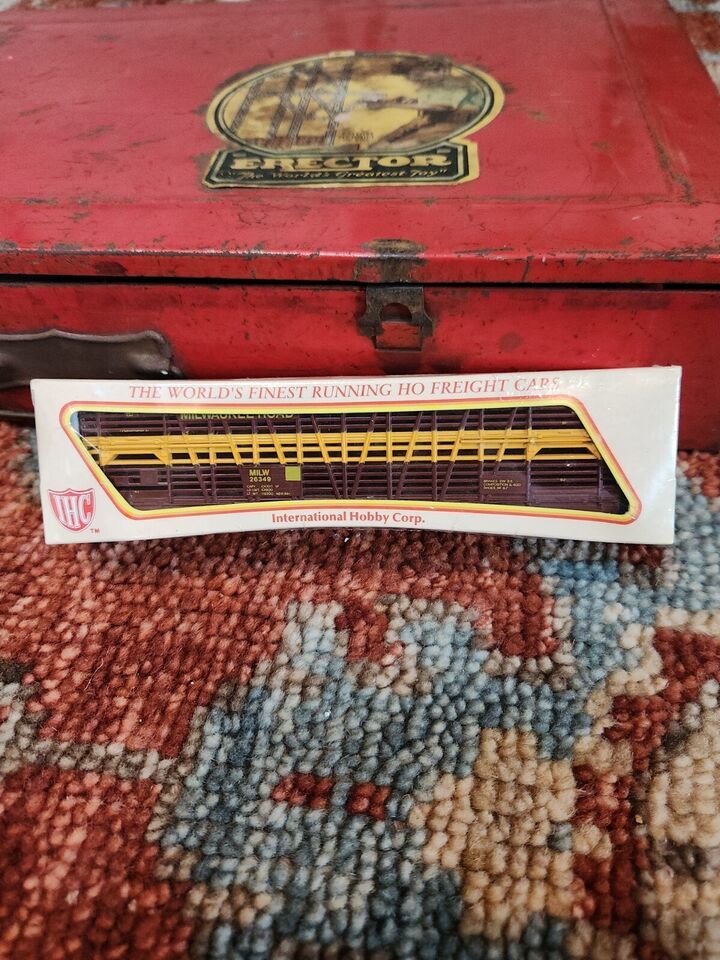 ERECTOR
"The World's Greatest Toy"
THE WORLD'S FINEST RUNNING HO FREIGHT CARS
MILWAUKEE ROAD
MILW
26349
IHC
TM
International Hobby Corp.